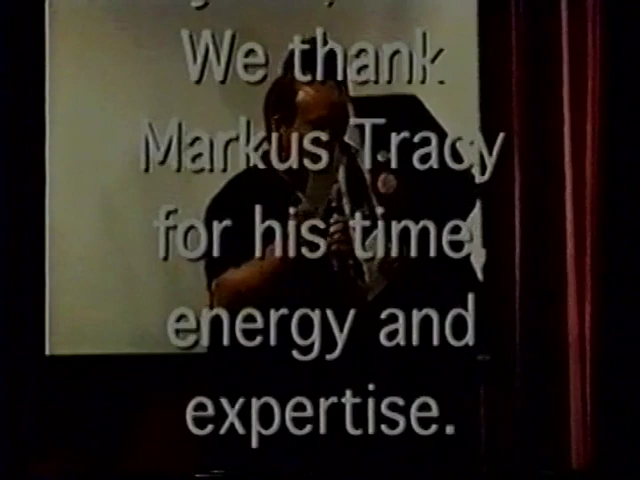 We thank
Markus Tracy
for his time,
energy and
expertise.